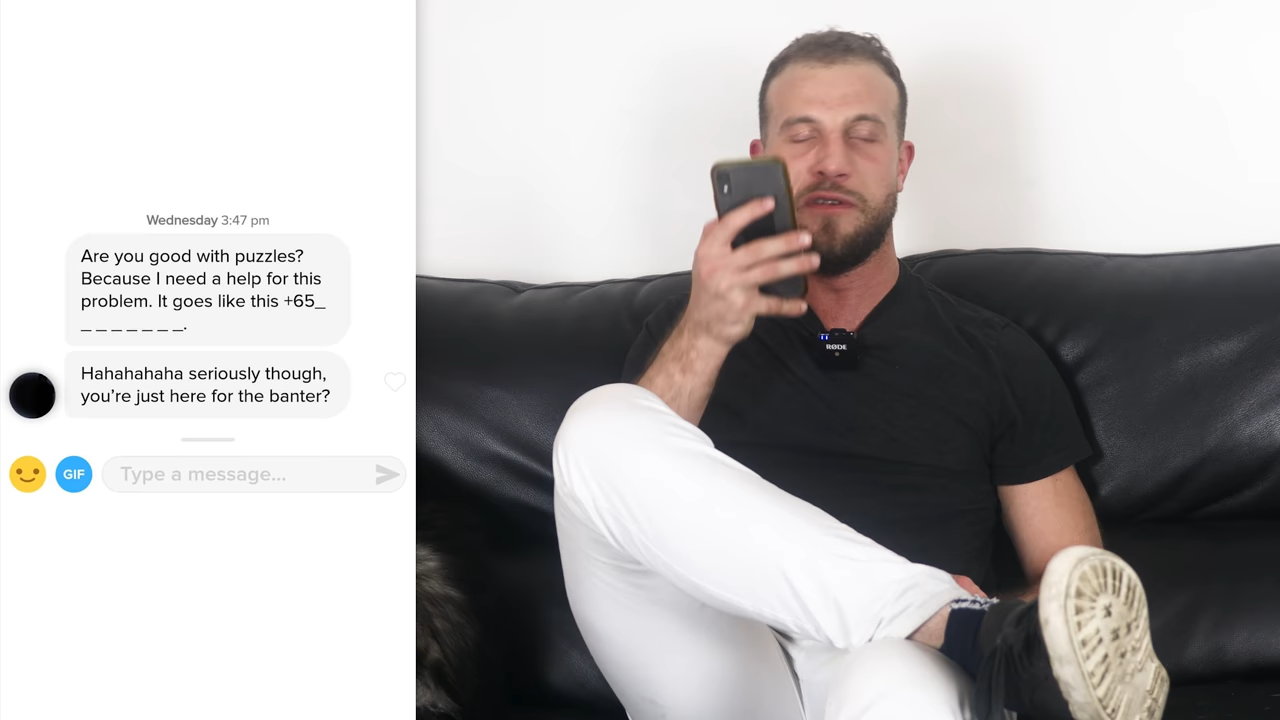 Wednesday 3:47 pm
Are you good with puzzles?
Because I need a help for this
problem. It goes like this +65_
_ _ _ _ _ _ _.
Hahahahaha seriously though,
you’re just here for the banter?
GIF
Type a message...
RØDE